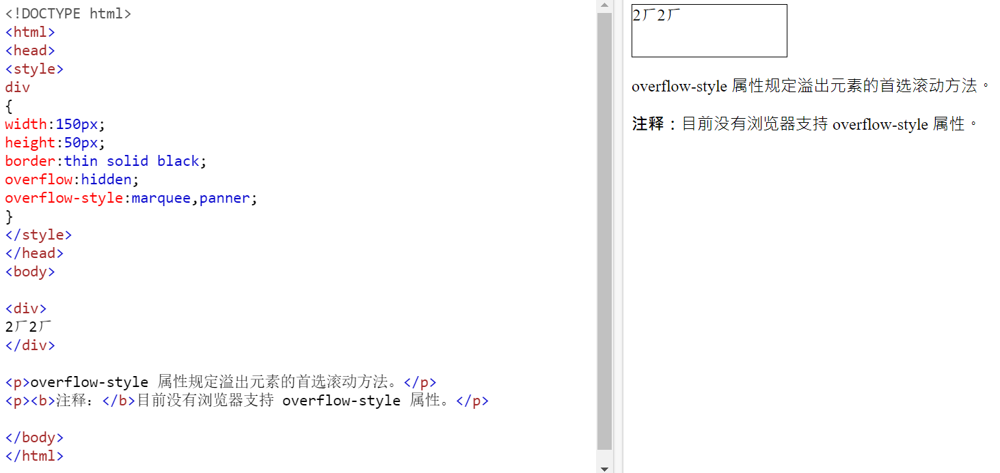 <!DOCTYPE html>
<html>
<head>
<style>
div
{
width:150px;
height:50px;
border:thin solid black;
overflow:hidden;
overflow-style:marquee,panner;
}
</style>
</head>
<body>
<div>
2厂2厂
</div>
<p>overflow-style 属性规定溢出元素的首选滚动方法。</p>
<p><b>注释：</b>目前没有浏览器支持 overflow-style 属性。</p>
</body>
</html>
2厂2厂
overflow-style 属性规定溢出元素的首选滚动方法。
注释：目前没有浏览器支持 overflow-style 属性。